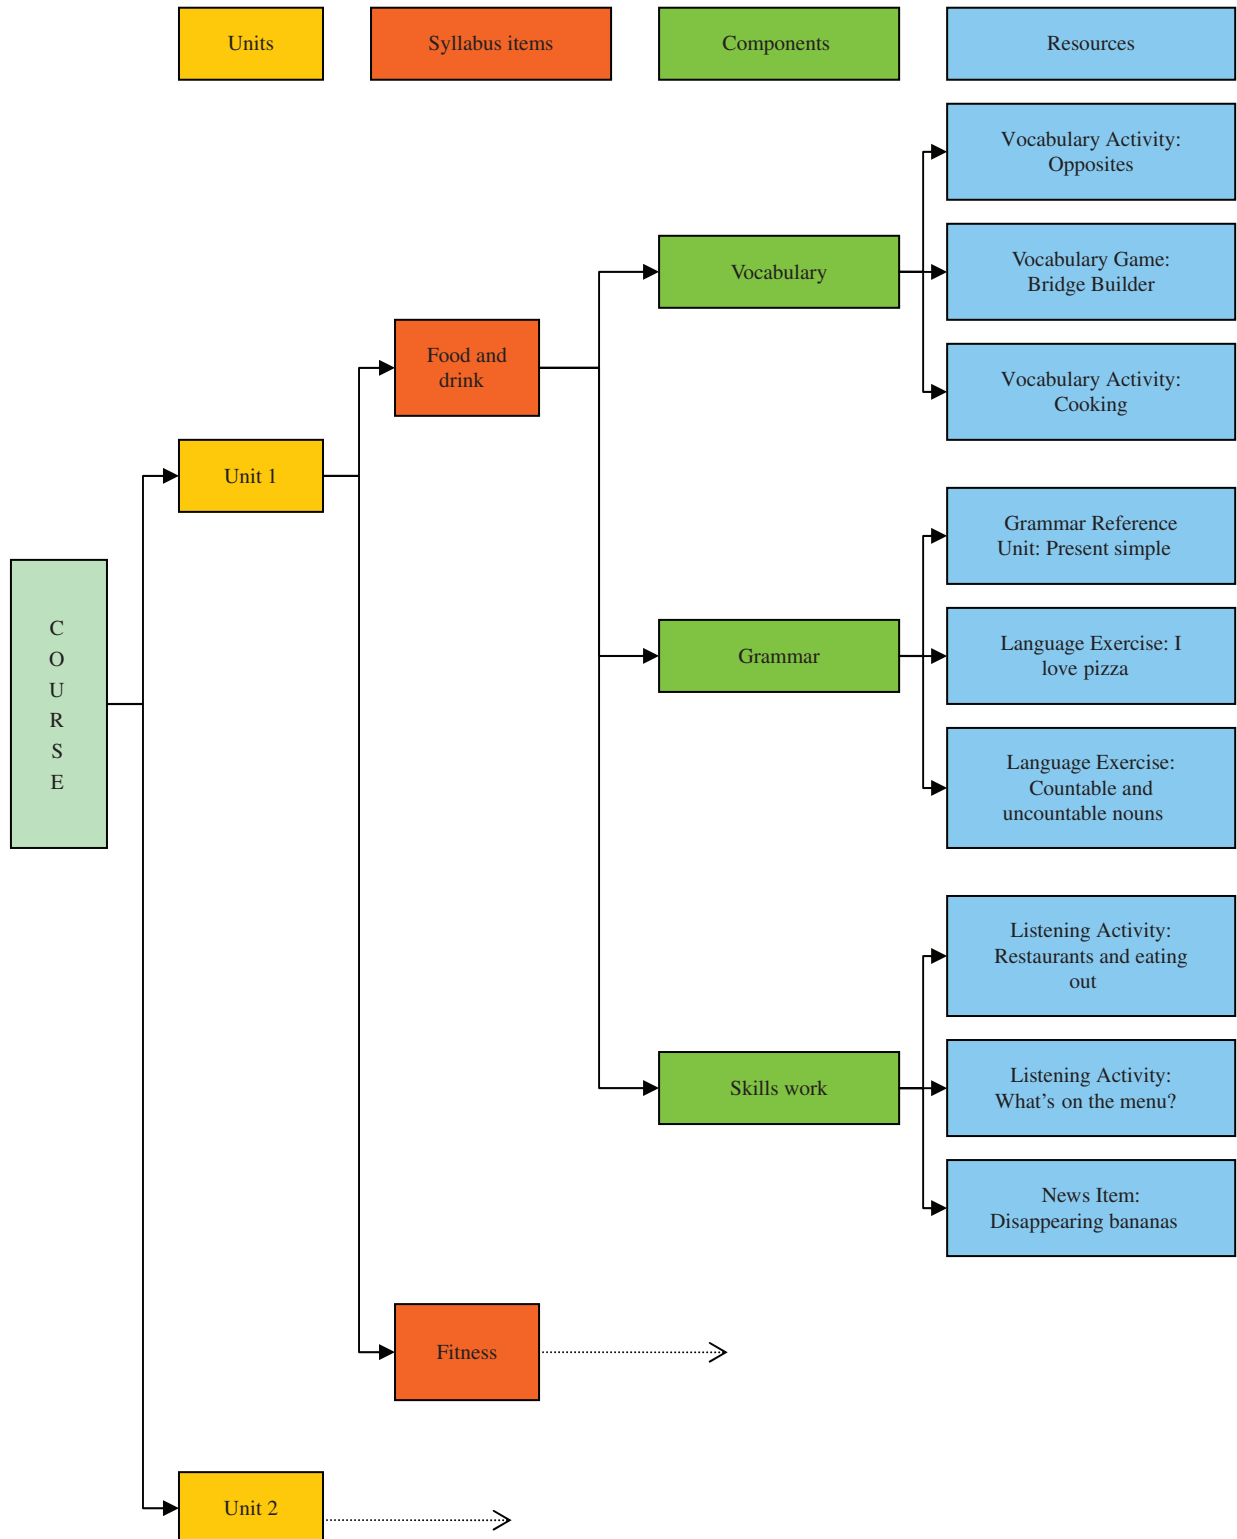 Units
Syllabus items
Components
Resources
Vocabulary Activity:
Opposites
Vocabulary
Vocabulary Game:
Bridge Builder
Food and
drink
Vocabulary Activity:
Cooking
Unit 1
Grammar Reference
Unit: Present simple
C
O
U
R
S
E
Grammar
Language Exercise: I
love pizza
Language Exercise:
Countable and
uncountable nouns
Listening Activity:
Restaurants and eating
out
Skills work
Listening Activity:
What's on the menu?
News Item:
Disappearing bananas
Fitness
Unit 2